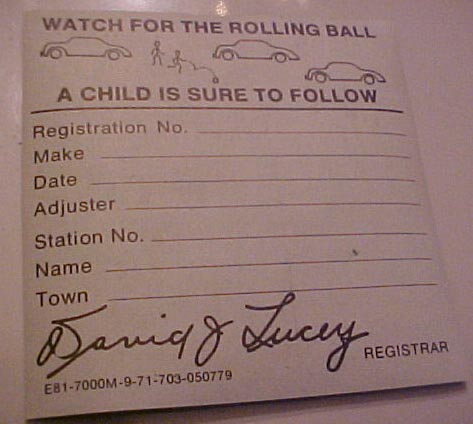 WATCH FOR THE ROLLING BALL
A CHILD IS SURE TO FOLLOW
Registration No.
Make
Date
Adjuster
Station No.
Name
Town
David J Lucey
REGISTRAR
E81-7000M-9-71-703-050779